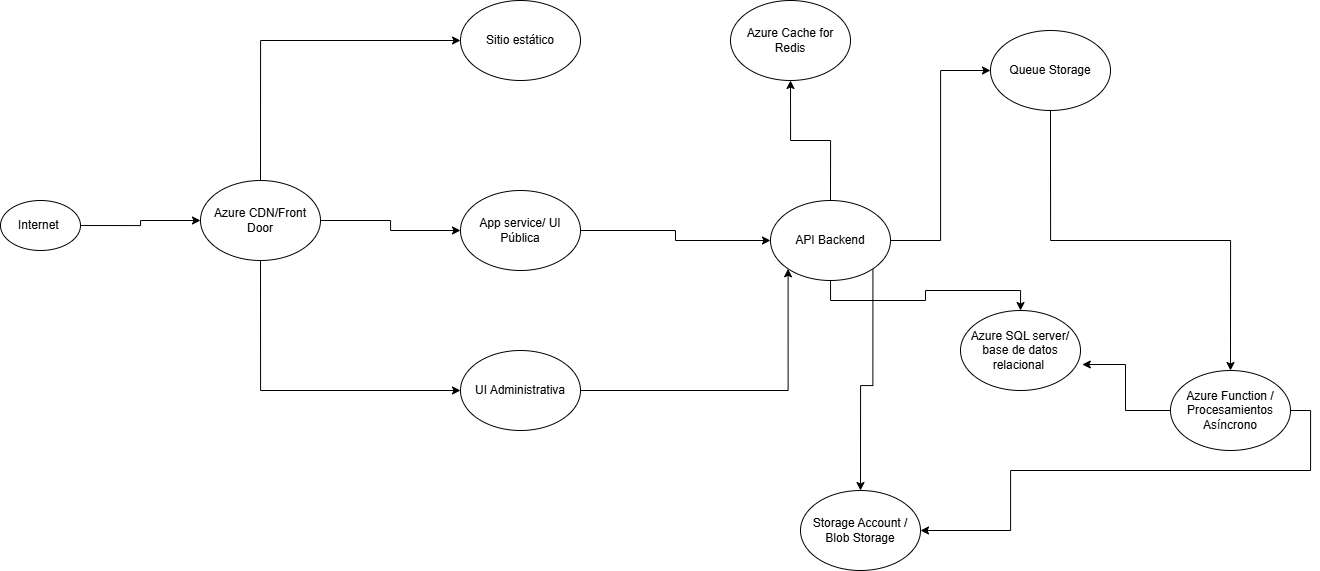 Sitio estático
Azure Cache for
Redis
Queue Storage
Internet
Azure CDN/Front
Door
App service/ UI
Pública
API Backend
Azure SQL server/
base de datos
relacional
UI Administrativa
Azure Function /
Procesamientos
Asíncrono
Storage Account /
Blob Storage